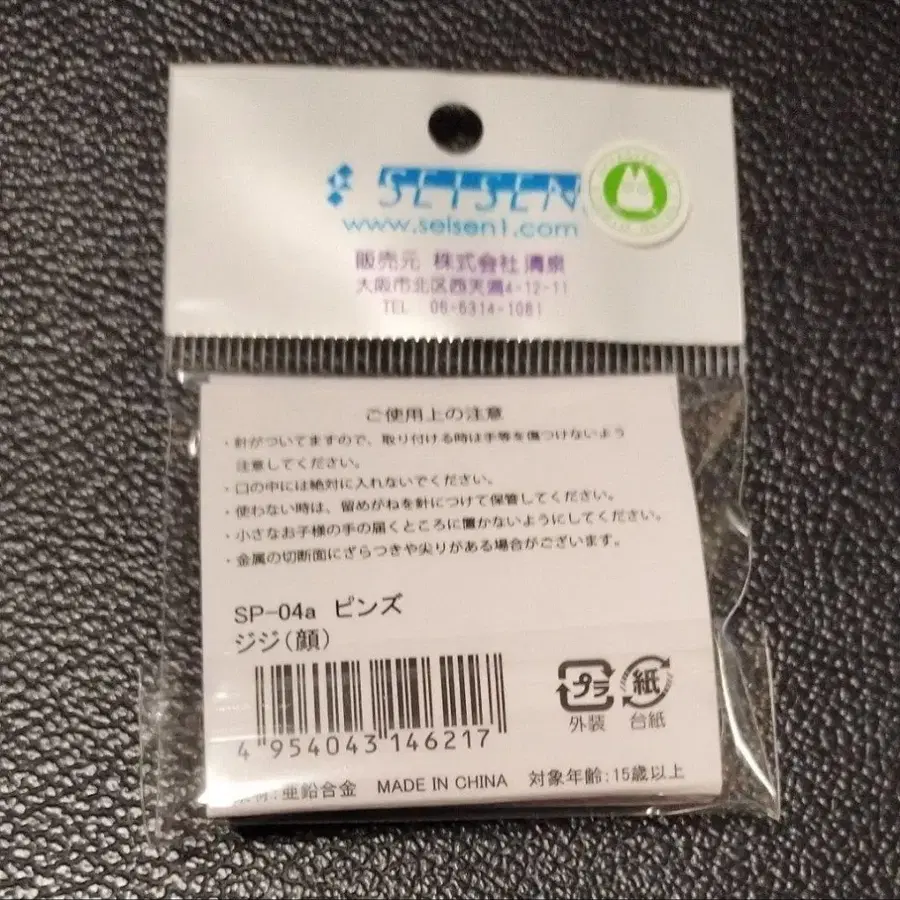 SEISEN
www.seisen1.com
販売元 株式会社 清泉
大阪市北区西天満4-12-11
TEL 06-6314-1081
ご使用上の注意
・針がついてますので、取り付ける時は手等を傷つけないよう
注意してください。
・口の中には絶対に入れないでください。
・使わない時は、留めがねを針につけて保管してください。
・小さなお子様の手の届くところに置かないようにしてください。
・金属の切断面にざらつきや尖りがある場合がございます。
SP-04a ピンズ
ジジ(顔)
プラ 紙
外装 台紙
4 954043 146217
:亜鉛合金 MADE IN CHINA 対象年齢:15歳以上